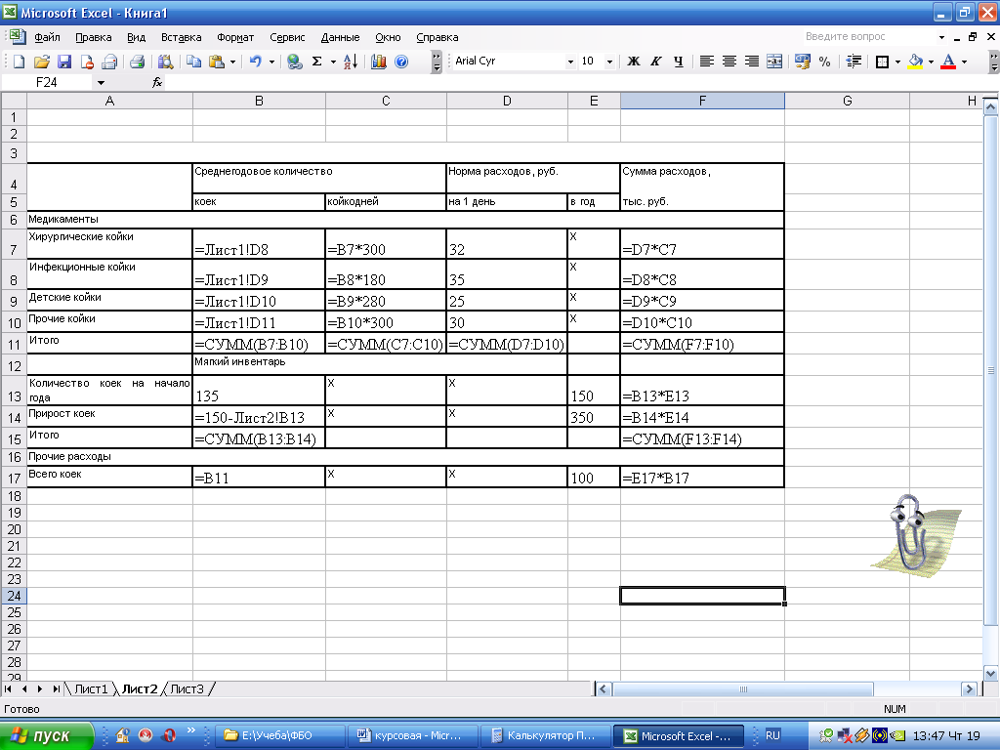 Microsoft Excel - Книга1
Файл Правка Вид Вставка Формат Сервис Данные Окно Справка Введите вопрос
Arial Cyr 10 Ж К Ч %
F24 fx
A B C D E F G H
1
2
3
4 Среднегодовое количество Норма расходов, руб. Сумма расходов,
5 коек койкодней на 1 день в год тыс. руб.
6 Медикаменты
7 Хирургические койки =Лист1!D8 =B7*300 32 X =D7*C7
8 Инфекционные койки =Лист1!D9 =B8*180 35 X =D8*C8
9 Детские койки =Лист1!D10 =B9*280 25 X =D9*C9
10 Прочие койки =Лист1!D11 =B10*300 30 X =D10*C10
11 Итого =СУММ(B7:B10) =СУММ(C7:C10) =СУММ(D7:D10) =СУММ(F7:F10)
12 Мягкий инвентарь
Количество коек на начало X X
13 года 135 150 =B13*E13
14 Прирост коек =150-Лист2!B13 X X 350 =B14*E14
15 Итого =СУММ(B13:B14) =СУММ(F13:F14)
16 Прочие расходы
17 Всего коек =B11 X X 100 =E17*B17
18
19
20
21
22
23
24
25
26
27
28
29
Лист1 Лист2 Лист3
Готово NUM
пуск E:\Учеба\ФБО курсовая - Micr... Калькулятор П... Microsoft Excel -... RU 13:47 Чт 19